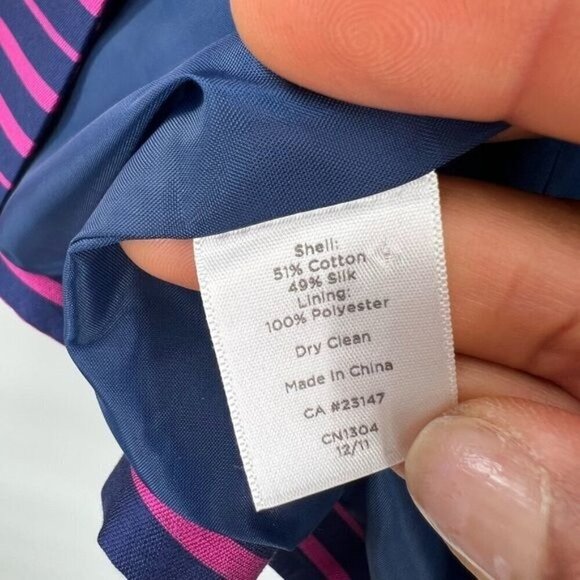 Shell:
51% Cotton
49% Silk
Lining:
100% Polyester
Dry Clean
Made in China
CA #23147
CN1304
12/11